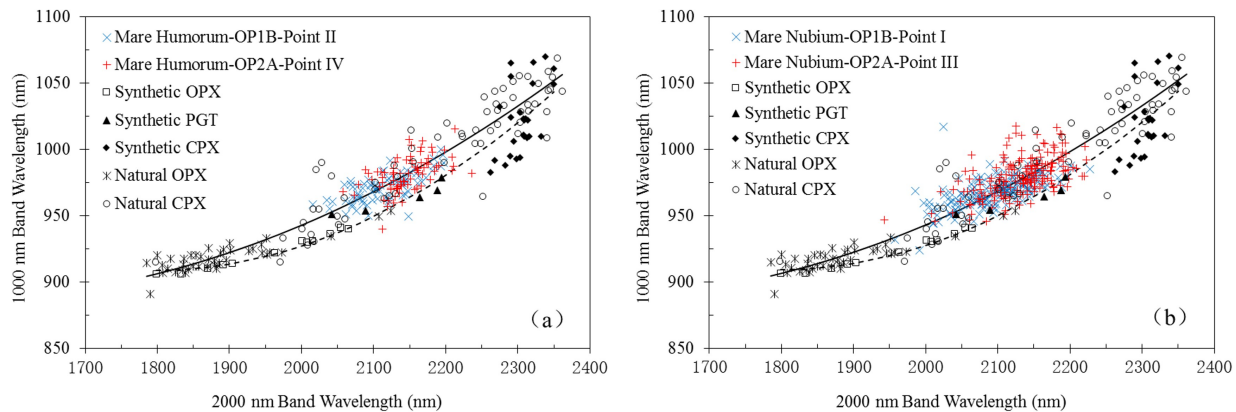 1100
1050
1000
950
900
850
1000 nm Band Wavelength (nm)
Mare Humorum-OP1B-Point II
Mare Humorum-OP2A-Point IV
Synthetic OPX
Synthetic PGT
Synthetic CPX
Natural OPX
Natural CPX
(a)
1700 1800 1900 2000 2100 2200 2300 2400
2000 nm Band Wavelength (nm)
1100
1050
1000
950
900
850
1000 nm Band Wavelength (nm)
Mare Nubium-OP1B-Point I
Mare Nubium-OP2A-Point III
Synthetic OPX
Synthetic PGT
Synthetic CPX
Natural OPX
Natural CPX
(b)
1700 1800 1900 2000 2100 2200 2300 2400
2000 nm Band Wavelength (nm)